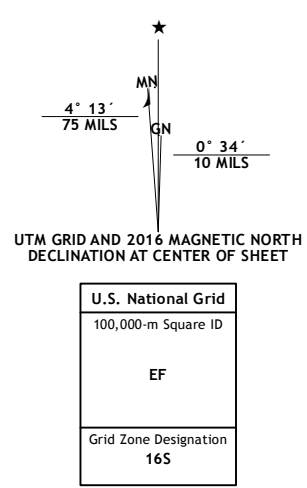 ★
MN
4° 13´
75 MILS
GN
0° 34´
10 MILS
UTM GRID AND 2016 MAGNETIC NORTH
DECLINATION AT CENTER OF SHEET
U.S. National Grid
100,000-m Square ID
EF
Grid Zone Designation
16S